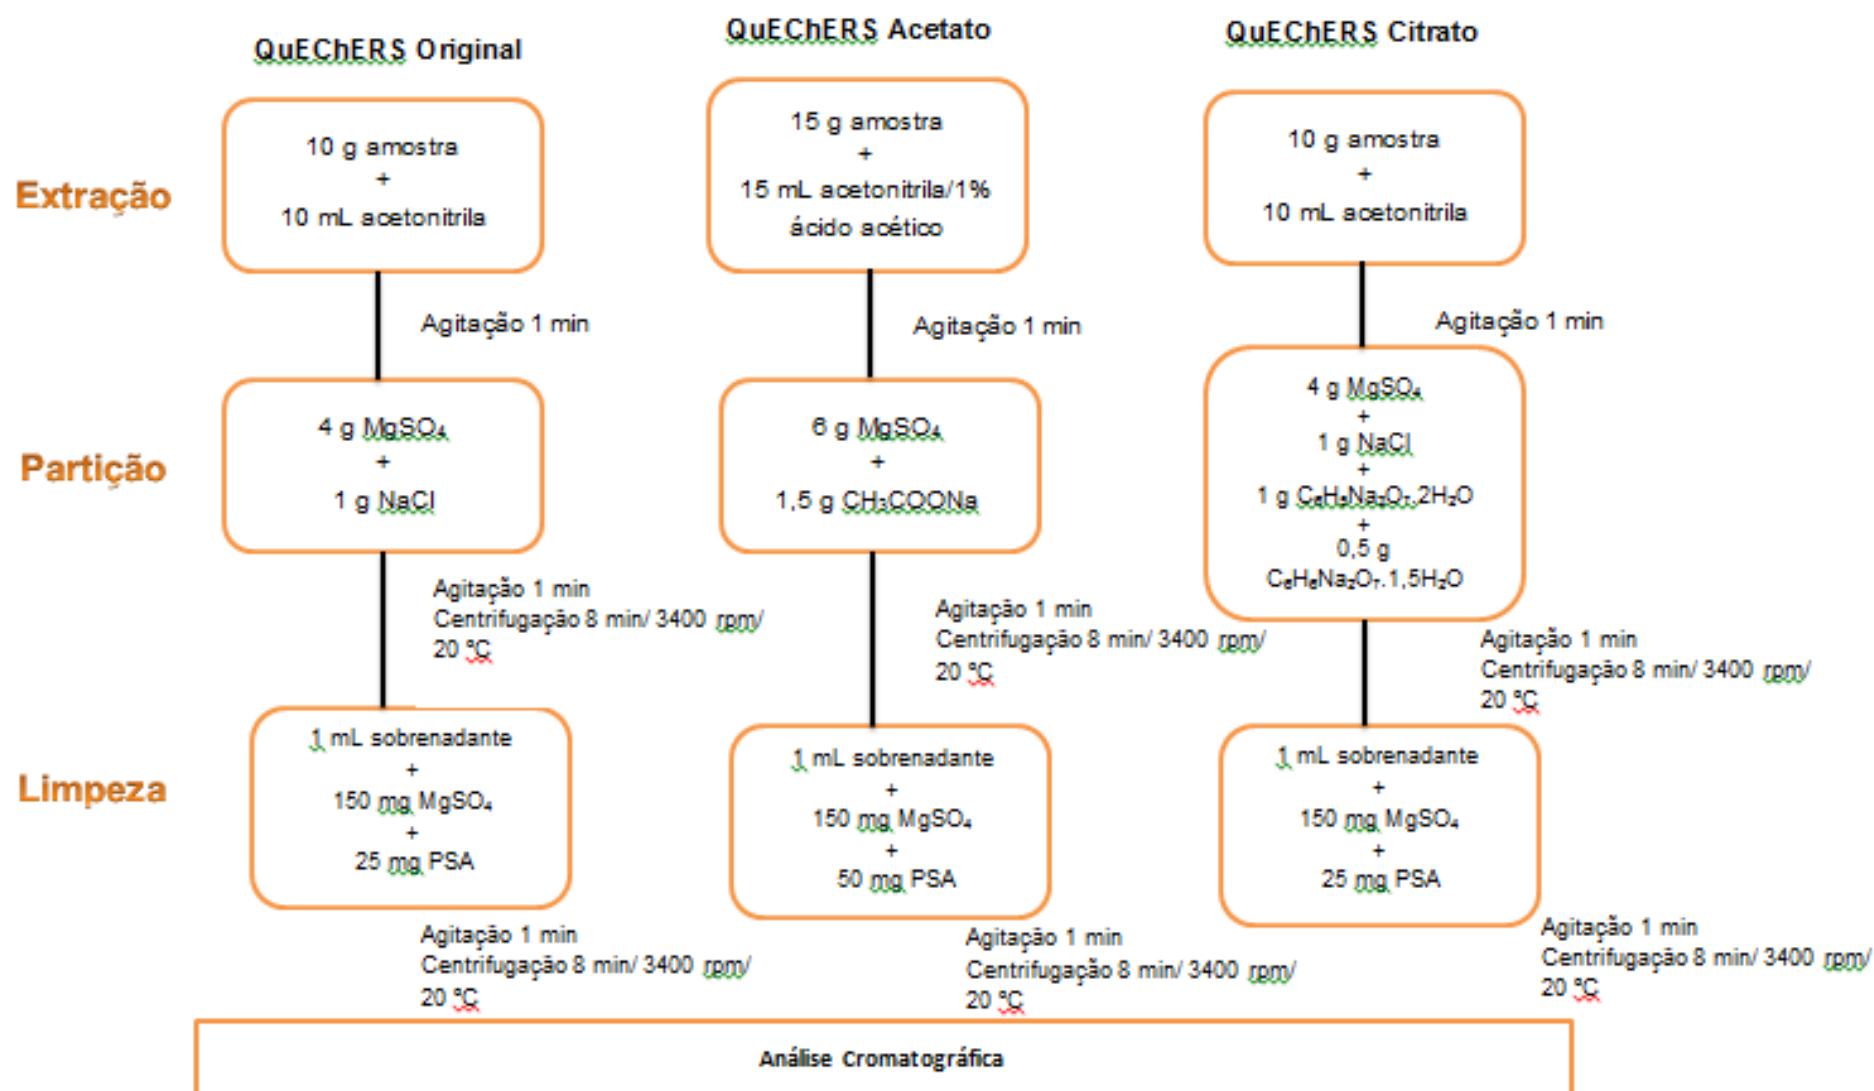 QuEChERS Original
QuEChERS Acetato
QuEChERS Citrato
Extração
10 g amostra
+
10 mL acetonitrila
15 g amostra
+
15 mL acetonitrila/1%
ácido acético
10 g amostra
+
10 mL acetonitrila
Agitação 1 min
Agitação 1 min
Agitação 1 min
Partição
4 g MgSO₄
+
1 g NaCl
6 g MgSO₄
+
1,5 g CH₃COONa
4 g MgSO₄
+
1 g NaCl
+
1 g C₆H₅Na₃O₇.2H₂O
+
0,5 g
C₆H₆Na₂O₇.1,5H₂O
Agitação 1 min
Centrifugação 8 min/ 3400 rpm/
20 ºC
Agitação 1 min
Centrifugação 8 min/ 3400 rpm/
20 ºC
Agitação 1 min
Centrifugação 8 min/ 3400 rpm/
20 ºC
Limpeza
1 mL sobrenadante
+
150 mg MgSO₄
+
25 mg PSA
1 mL sobrenadante
+
150 mg MgSO₄
+
50 mg PSA
1 mL sobrenadante
+
150 mg MgSO₄
+
25 mg PSA
Agitação 1 min
Centrifugação 8 min/ 3400 rpm/
20 ºC
Agitação 1 min
Centrifugação 8 min/ 3400 rpm/
20 ºC
Agitação 1 min
Centrifugação 8 min/ 3400 rpm/
20 ºC
Análise Cromatográfica